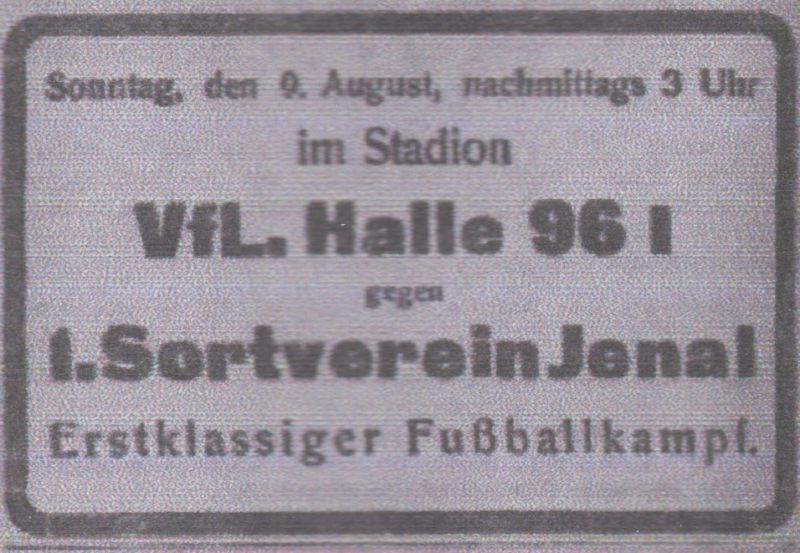 Sonntag, den 9. August, nachmittags 3 Uhr
im Stadion
VfL. Halle 96 I
gegen
1. Sortverein Jena I
Erstklassiger Fußballkampf.